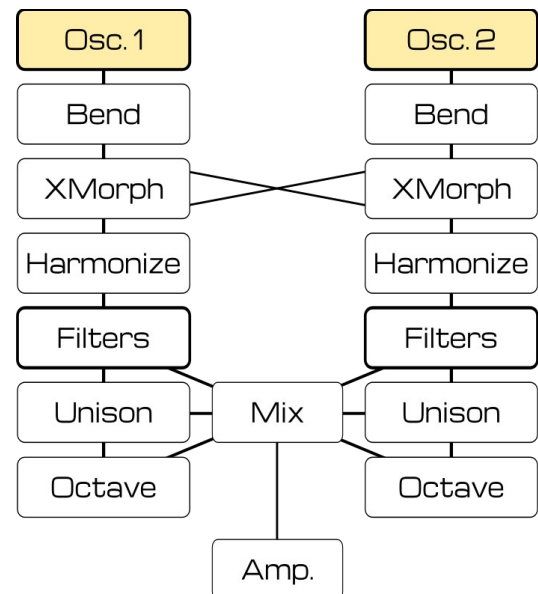 Osc. 1
Osc. 2
Bend
Bend
XMorph
XMorph
Harmonize
Harmonize
Filters
Filters
Unison
Mix
Unison
Octave
Octave
Amp.